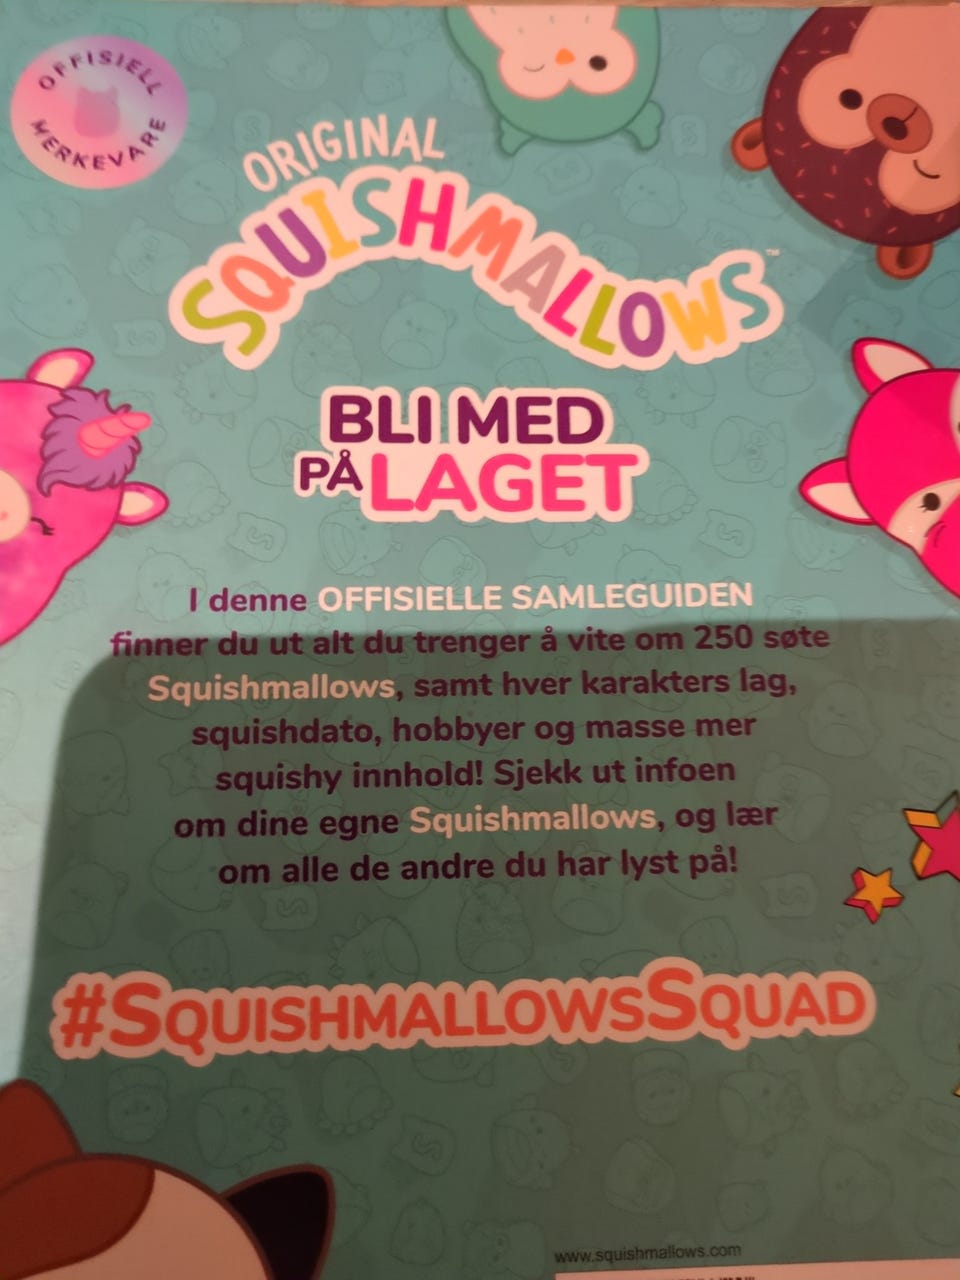 OFFISIELL
MERKEVARE
ORIGINAL
SQUISHMALLOWS™
BLI MED
PÅ LAGET
I denne OFFISIELLE SAMLEGUIDEN
finner du ut alt du trenger å vite om 250 søte
Squishmallows, samt hver karakters lag,
squishdato, hobbyer og masse mer
squishy innhold! Sjekk ut infoen
om dine egne Squishmallows, og lær
om alle de andre du har lyst på!
#SQUISHMALLOWSSQUAD
www.squishmallows.com